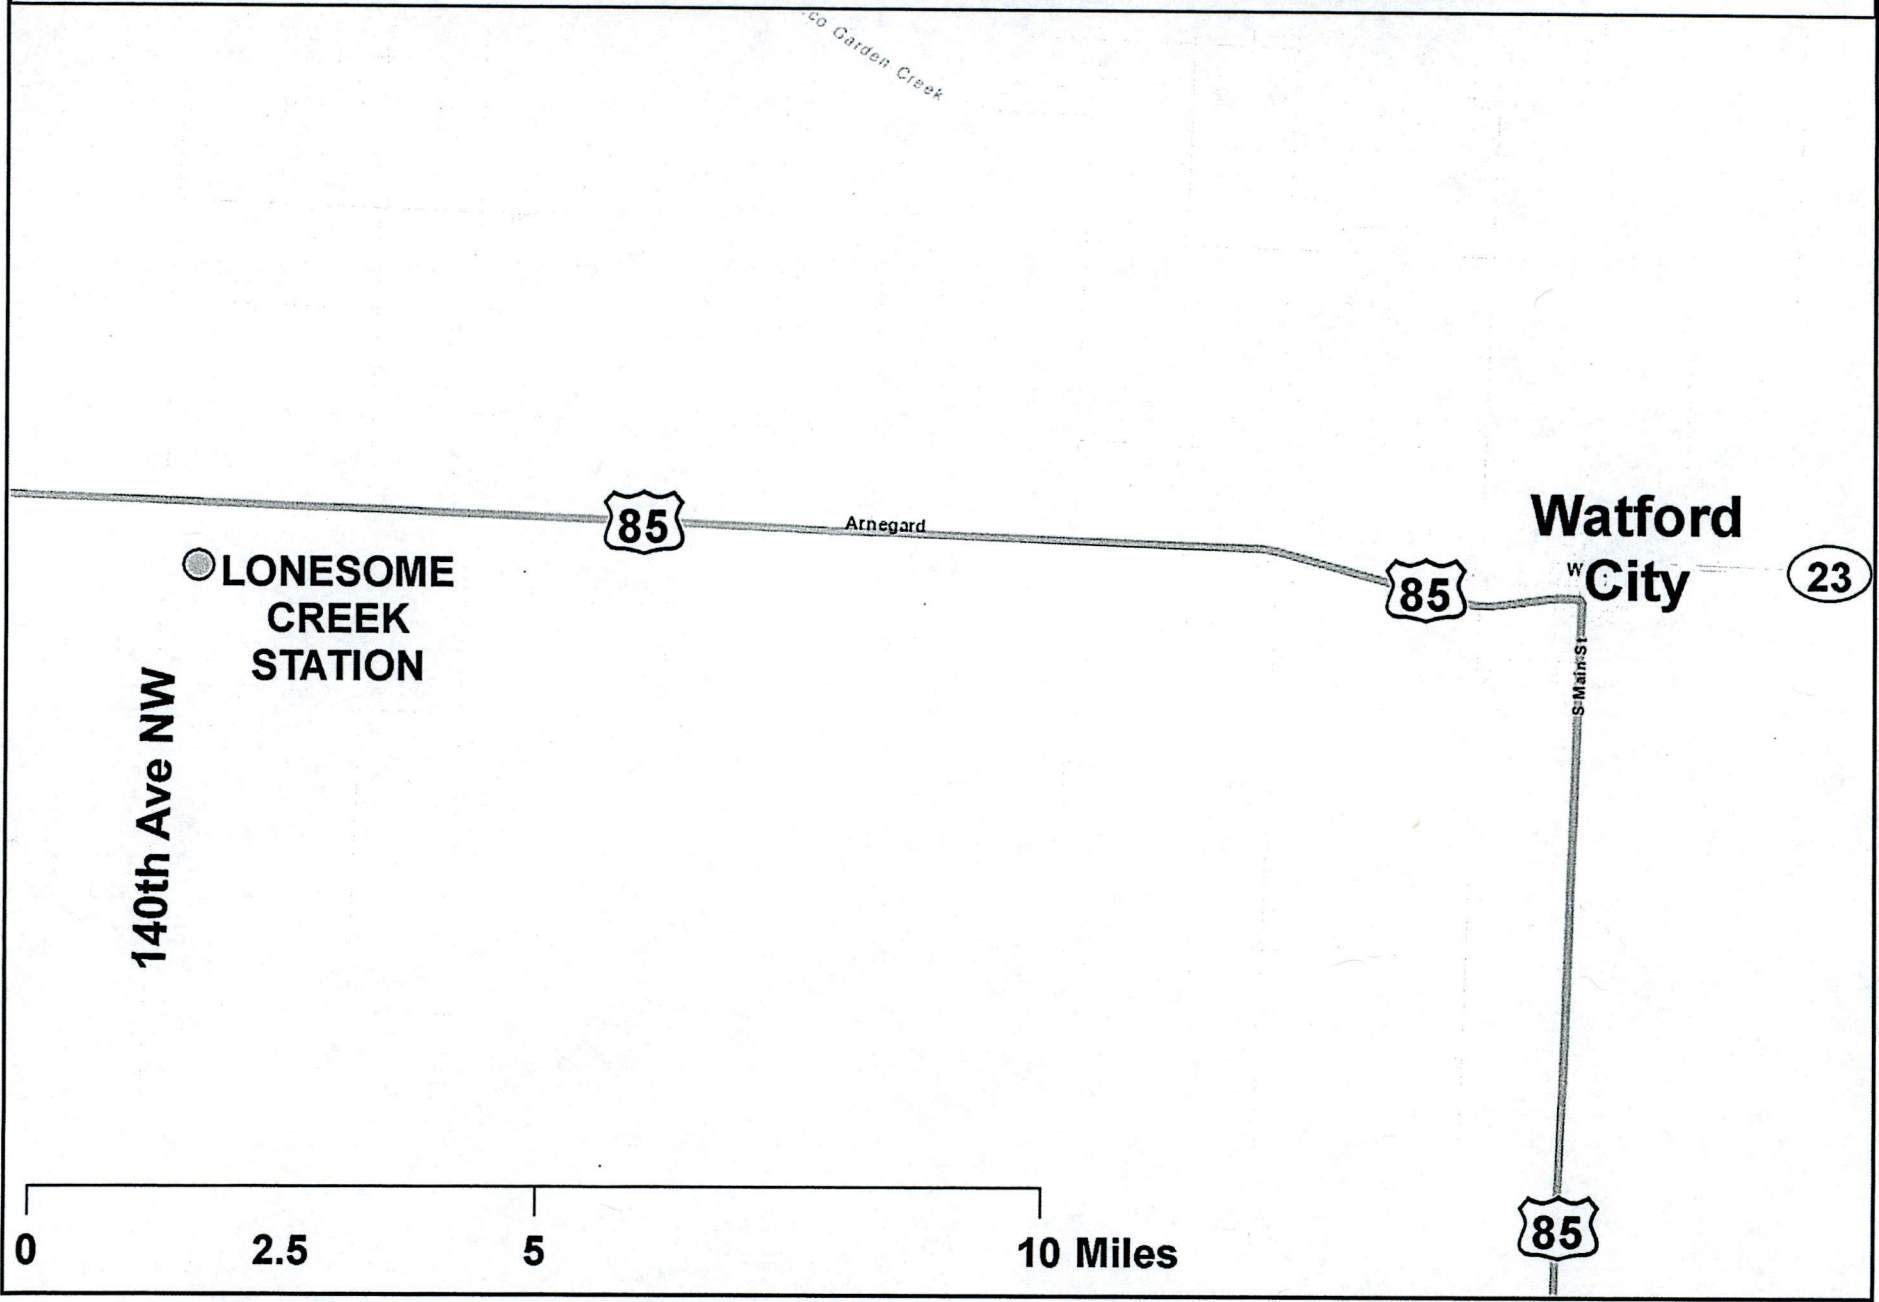 Garden Creek
85
Arnegard
Watford
City
W
85
23
LONESOME
CREEK
STATION
S Main St
140th Ave NW
85
0 2.5 5 10 Miles